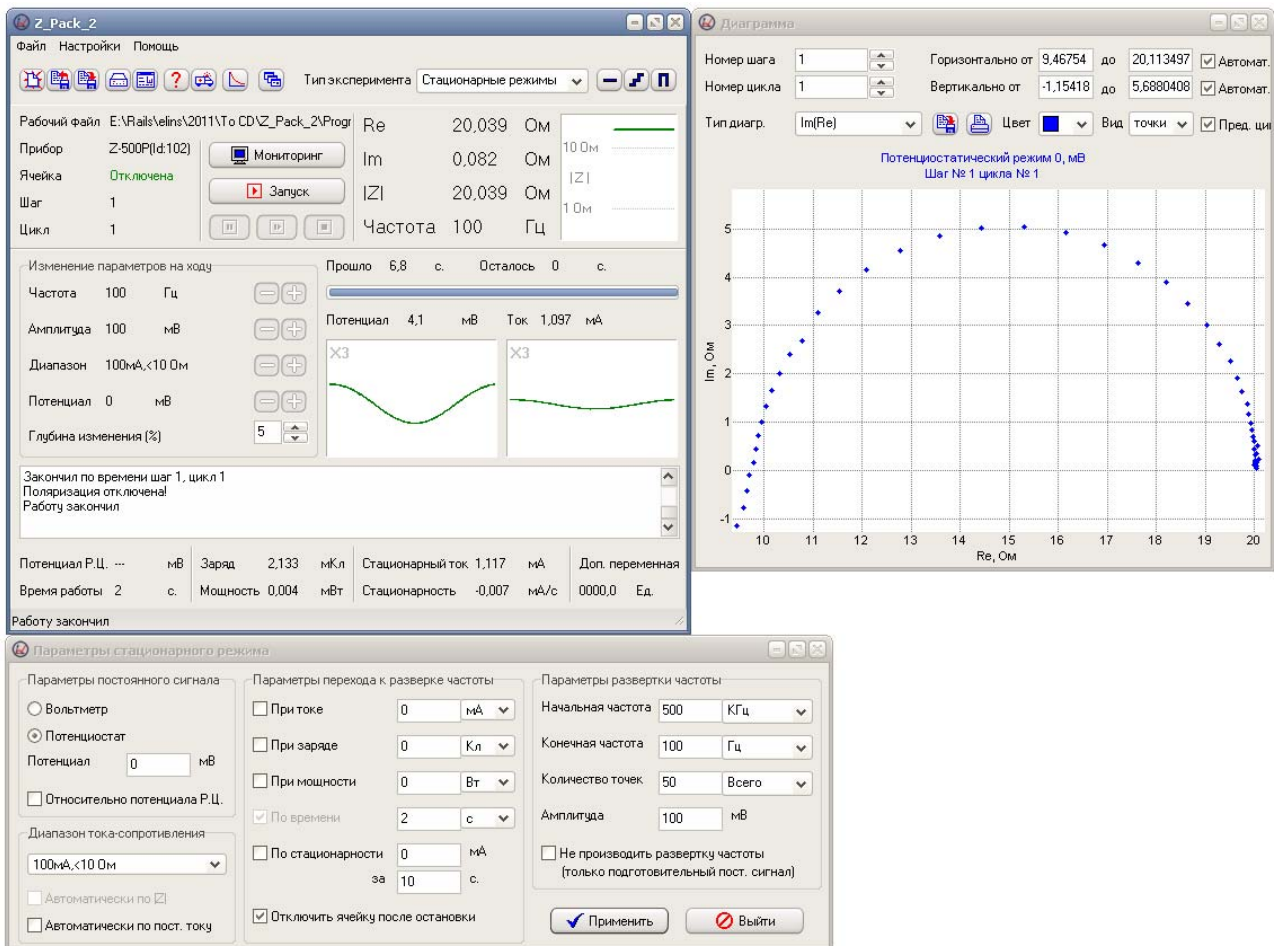 Z_Pack_2
Файл Настройки Помощь
Тип эксперимента Стационарные режимы
Рабочий файл E:\Rails\elins\2011\To CD\Z_Pack_2\Progr
Прибор Z-500P(Id:102)
Ячейка Отключена
Шаг 1
Цикл 1
Мониторинг
Запуск
Re 20,039 Ом
Im 0,082 Ом
|Z| 20,039 Ом
Частота 100 Гц
10 Ом
|Z|
1 Ом
Изменение параметров на ходу
Частота 100 Гц
Амплитуда 100 мВ
Диапазон 100мА,<10 Ом
Потенциал 0 мВ
Глубина изменения (%) 5
Прошло 6,8 с. Осталось 0 с.
Потенциал 4,1 мВ Ток 1,097 мА
X3
X3
Закончил по времени шаг 1, цикл 1
Поляризация отключена!
Работу закончил
Потенциал Р.Ц. --- мВ Заряд 2,133 мКл Стационарный ток 1,117 мА Доп. переменная
Время работы 2 с. Мощность 0,004 мВт Стационарность -0,007 мА/с 0000,0 Ед.
Работу закончил
Диаграмма
Номер шага 1 Горизонтально от 9,46754 до 20,113497 Автомат.
Номер цикла 1 Вертикально от -1,15418 до 5,6880408 Автомат.
Тип диагр. Im(Re) Цвет Вид точки Пред. ци
Потенциостатический режим 0, мВ
Шаг № 1 цикла № 1
Im, Ом
5
4
3
2
1
0
-1
10 11 12 13 14 15 16 17 18 19 20
Re, Ом
Параметры стационарного режима
Параметры постоянного сигнала
Вольтметр
Потенциостат
Потенциал 0 мВ
Относительно потенциала Р.Ц.
Диапазон тока-сопротивления
100мА,<10 Ом
Автоматически по |Z|
Автоматически по пост. току
Параметры перехода к разверке частоты
При токе 0 мА
При заряде 0 Кл
При мощности 0 Вт
По времени 2 с
По стационарности 0 мА
за 10 с.
Отключить ячейку после остановки
Параметры развертки частоты
Начальная частота 500 КГц
Конечная частота 100 Гц
Количество точек 50 Всего
Амплитуда 100 мВ
Не производить развертку частоты
(только подготовительный пост. сигнал)
Применить
Выйти